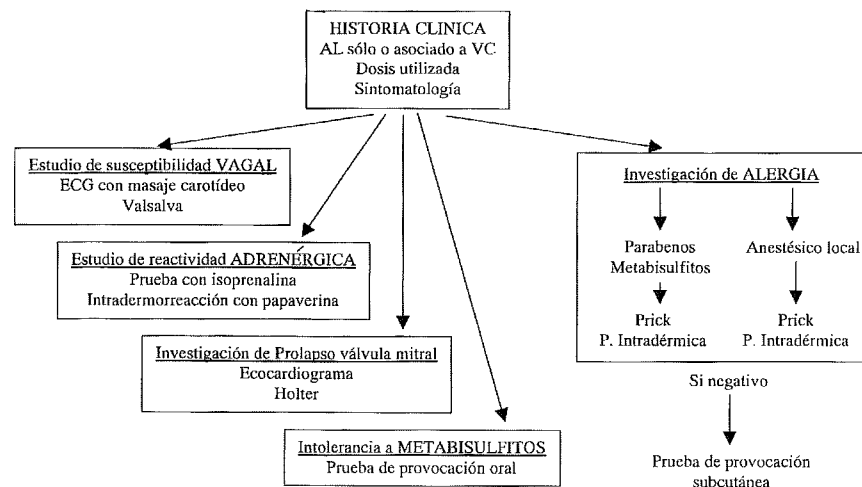 HISTORIA CLINICA
AL sólo o asociado a VC
Dosis utilizada
Sintomatología
Estudio de susceptibilidad VAGAL
ECG con masaje carotídeo
Valsalva
Estudio de reactividad ADRENÉRGICA
Prueba con isoprenalina
Intradermorreacción con papaverina
Investigación de Prolapso válvula mitral
Ecocardiograma
Holter
Intolerancia a METABISULFITOS
Prueba de provocación oral
Investigación de ALERGIA
Parabenos
Metabisulfitos
Prick
P. Intradérmica
Anestésico local
Prick
P. Intradérmica
Si negativo
Prueba de provocación
subcutánea